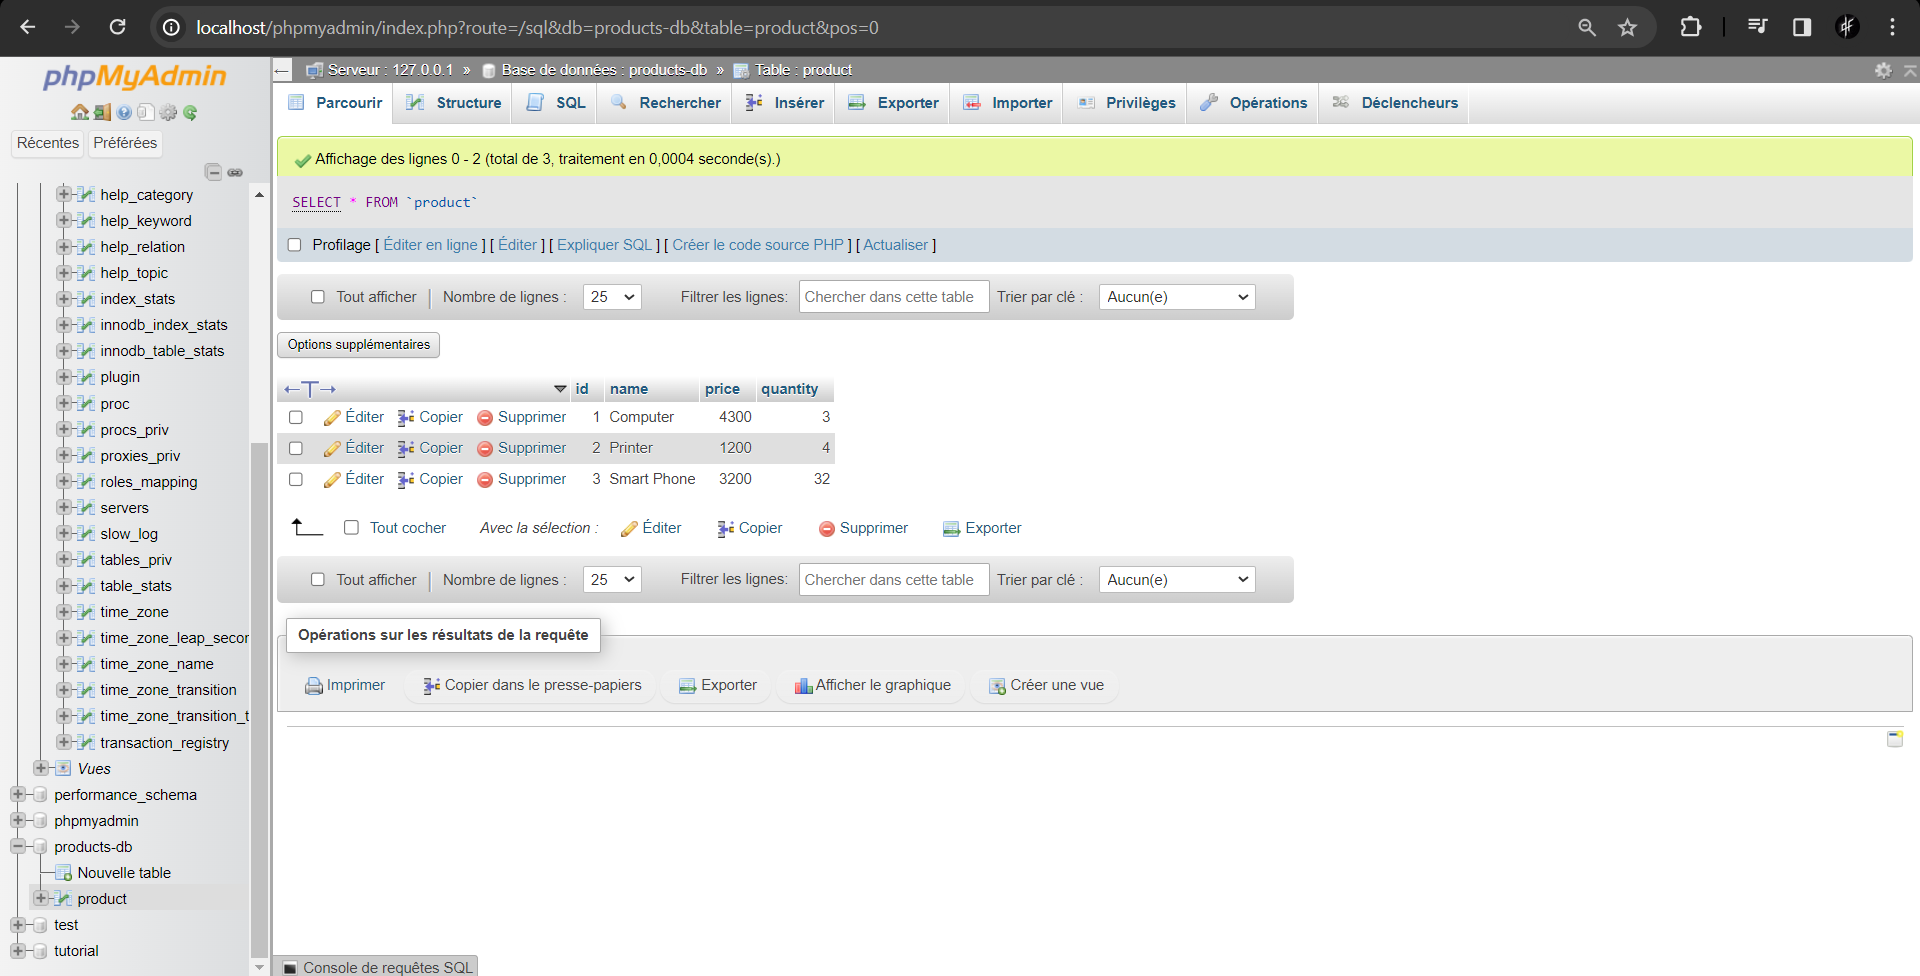 localhost/phpmyadmin/index.php?route=/sql&db=products-db&table=product&pos=0
phpMyAdmin
Récentes Préférées
help_category
help_keyword
help_relation
help_topic
index_stats
innodb_index_stats
innodb_table_stats
plugin
proc
procs_priv
proxies_priv
roles_mapping
servers
slow_log
tables_priv
table_stats
time_zone
time_zone_leap_secor
time_zone_name
time_zone_transition
time_zone_transition_t
transaction_registry
Vues
performance_schema
phpmyadmin
products-db
Nouvelle table
product
test
tutorial
Serveur : 127.0.0.1 » Base de données : products-db » Table : product
Parcourir Structure SQL Rechercher Insérer Exporter Importer Privilèges Opérations Déclencheurs
Affichage des lignes 0 - 2 (total de 3, traitement en 0,0004 seconde(s).)
SELECT * FROM `product`
Profilage [ Éditer en ligne ] [ Éditer ] [ Expliquer SQL ] [ Créer le code source PHP ] [ Actualiser ]
Tout afficher | Nombre de lignes : 25 Filtrer les lignes: Chercher dans cette table Trier par clé : Aucun(e)
Options supplémentaires
←T→ id name price quantity
Éditer Copier Supprimer 1 Computer 4300 3
Éditer Copier Supprimer 2 Printer 1200 4
Éditer Copier Supprimer 3 Smart Phone 3200 32
Tout cocher Avec la sélection : Éditer Copier Supprimer Exporter
Tout afficher | Nombre de lignes : 25 Filtrer les lignes: Chercher dans cette table Trier par clé : Aucun(e)
Opérations sur les résultats de la requête
Imprimer Copier dans le presse-papiers Exporter Afficher le graphique Créer une vue
Console de requêtes SQL